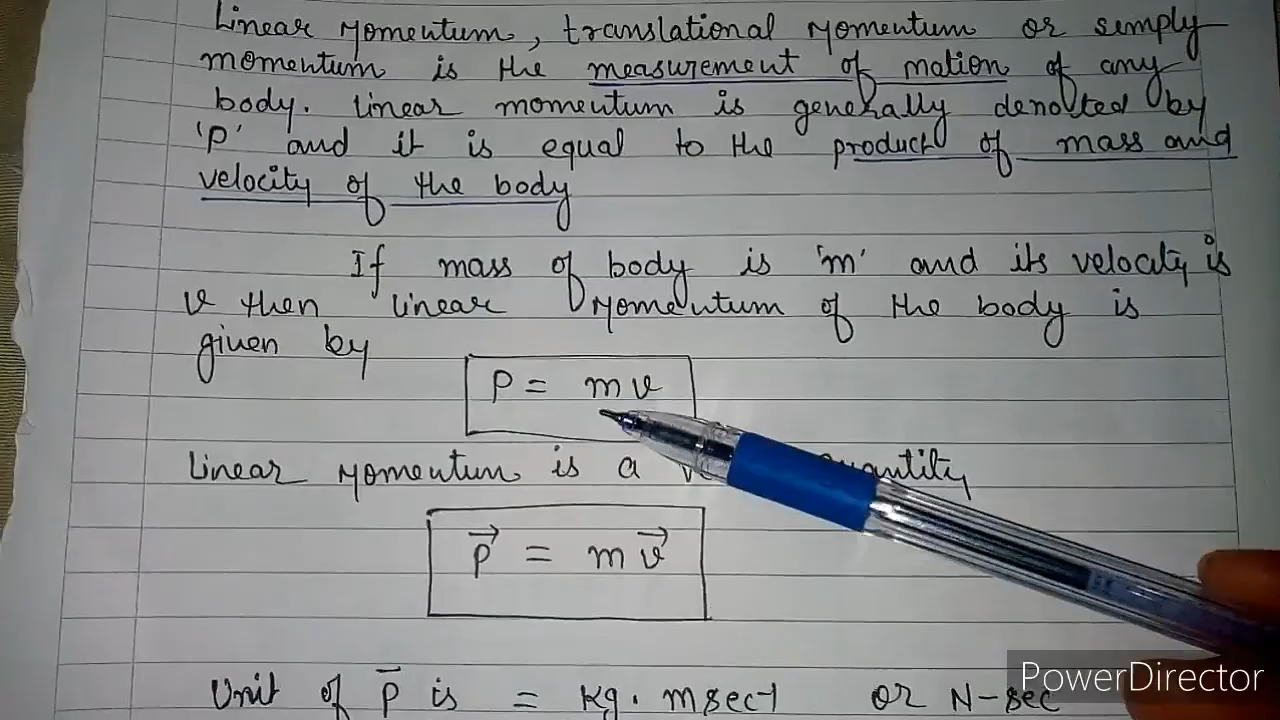 Linear Momentum, translational Momentum or simply
momentum is the measurement of mation of any
body. Linear momentum is generally denoted by
'P' and it is equal to the product of mass and
velocity of the body
If mass of body is 'm' and its velocity is
v then linear Momentum of the body is
given by
P = mv
Linear Momentum is a quantity
p⃗ = m v⃗
Unit of p̄ is = Kg. msec-1 or N-sec
PowerDirector